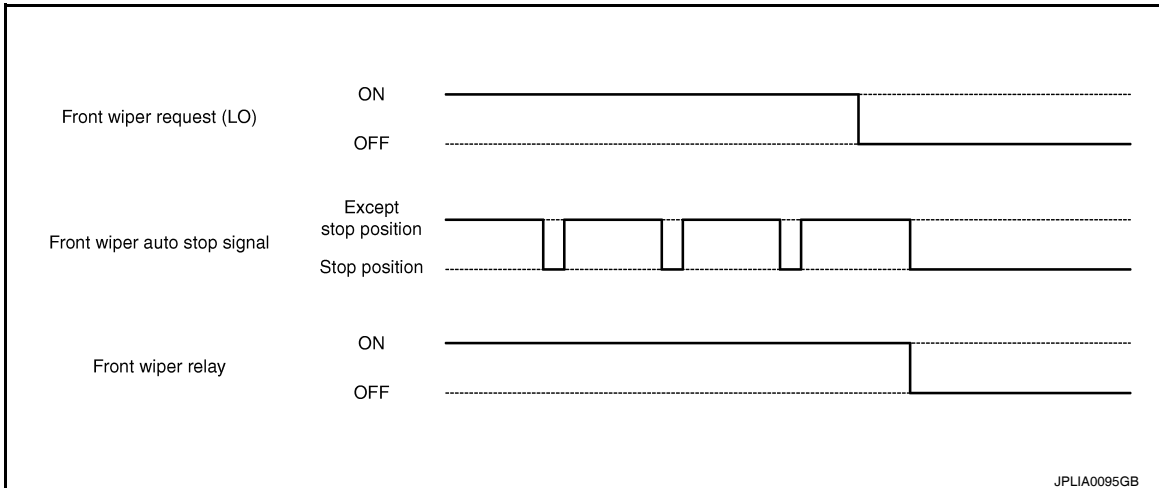 ON
Front wiper request (LO)
OFF
Except
stop position
Front wiper auto stop signal
Stop position
ON
Front wiper relay
OFF
JPLIA0095GB